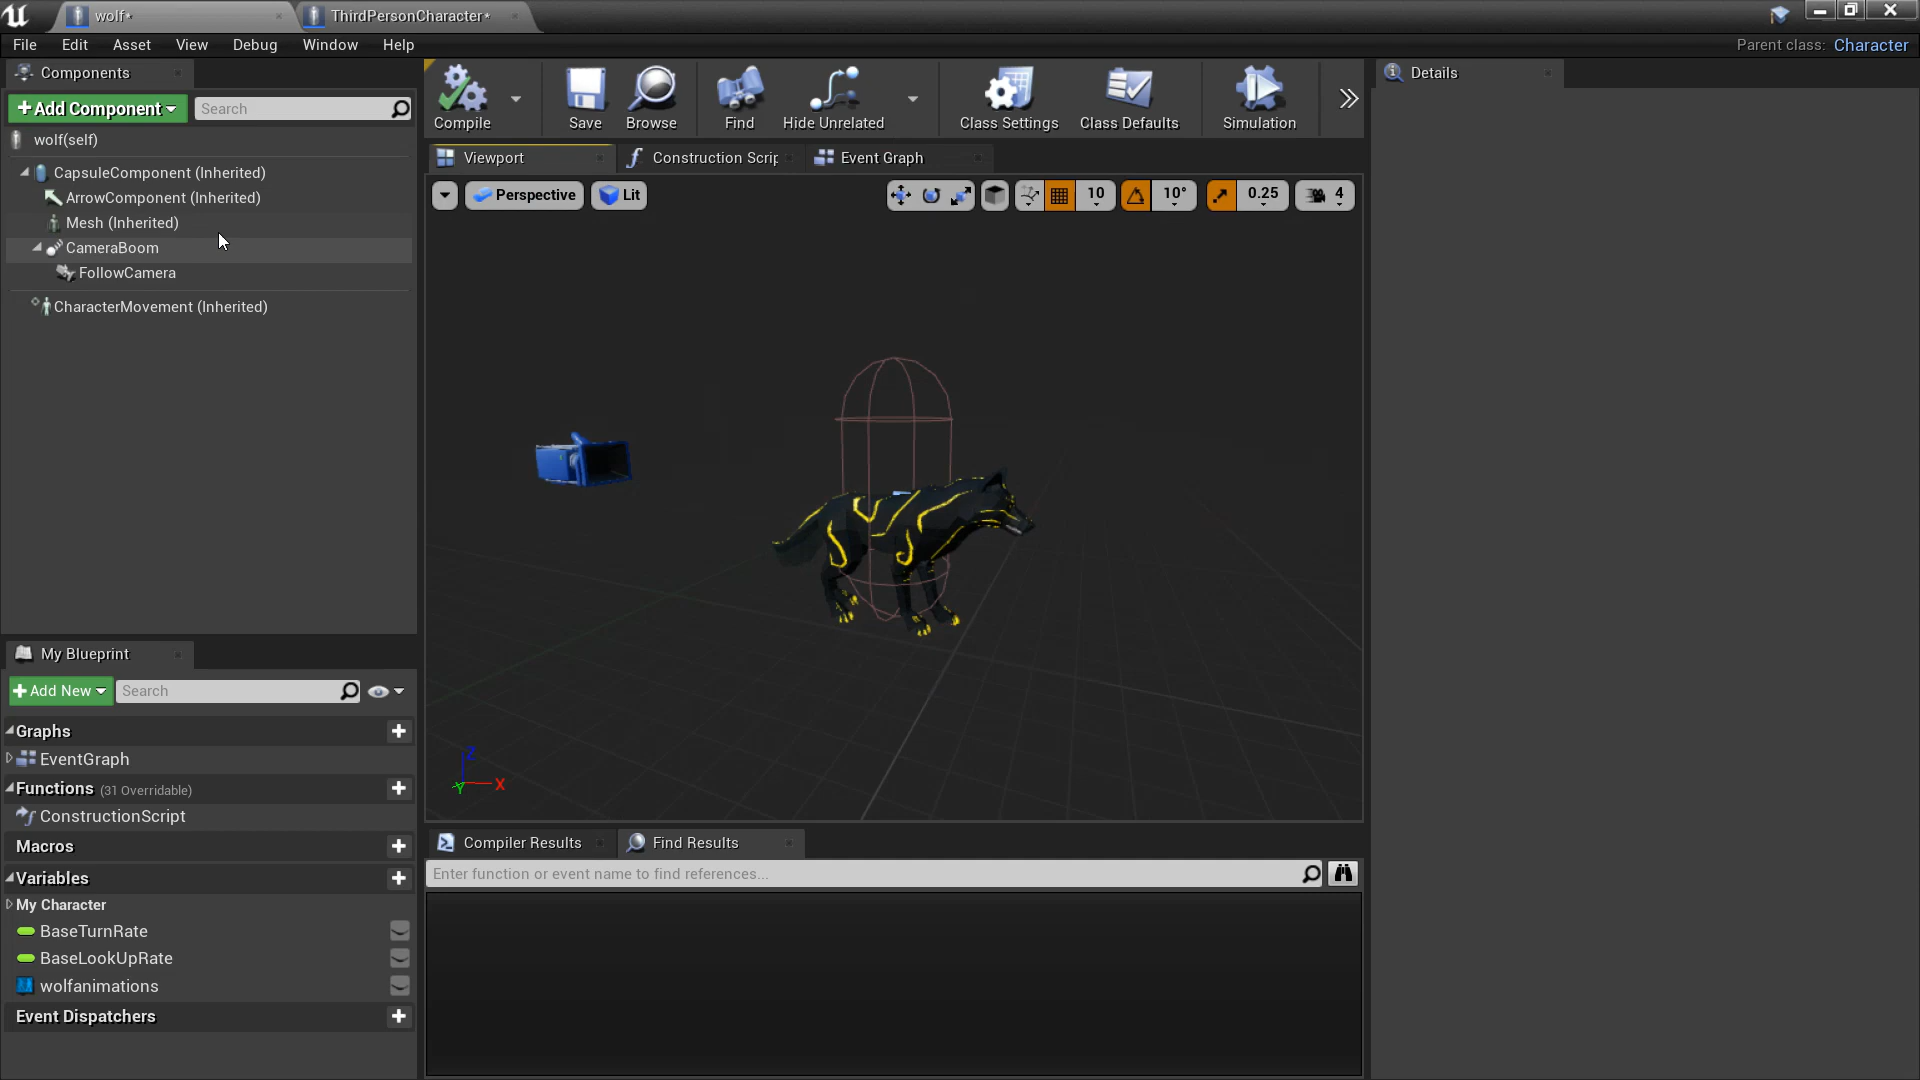 wolf*
ThirdPersonCharacter*
File Edit Asset View Debug Window Help
Parent class: Character
Components
+Add Component
Search
wolf(self)
CapsuleComponent (Inherited)
ArrowComponent (Inherited)
Mesh (Inherited)
CameraBoom
FollowCamera
CharacterMovement (Inherited)
Compile
Save
Browse
Find
Hide Unrelated
Class Settings
Class Defaults
Simulation
Details
Viewport
Construction Scrip
Event Graph
Perspective
Lit
10
10°
0.25
4
Z
X
Y
My Blueprint
+Add New
Search
Graphs
EventGraph
Functions (31 Overridable)
ConstructionScript
Macros
Variables
My Character
BaseTurnRate
BaseLookUpRate
wolfanimations
Event Dispatchers
Compiler Results
Find Results
Enter function or event name to find references...